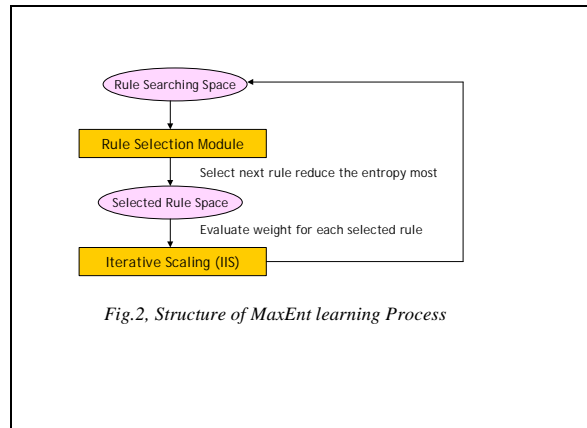 Rule Searching Space
Rule Selection Module
Select next rule reduce the entropy most
Selected Rule Space
Evaluate weight for each selected rule
Iterative Scaling (IIS)
Fig.2, Structure of MaxEnt learning Process